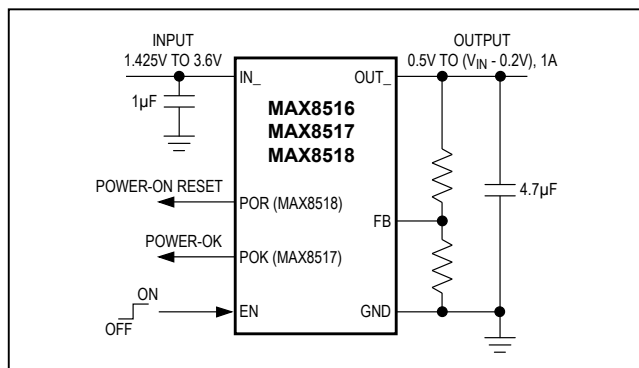 INPUT
1.425V TO 3.6V
OUTPUT
0.5V TO (VIN - 0.2V), 1A
IN_
OUT_
1µF
MAX8516
MAX8517
MAX8518
POWER-ON RESET
POR (MAX8518)
4.7µF
FB
POWER-OK
POK (MAX8517)
ON
OFF
EN
GND